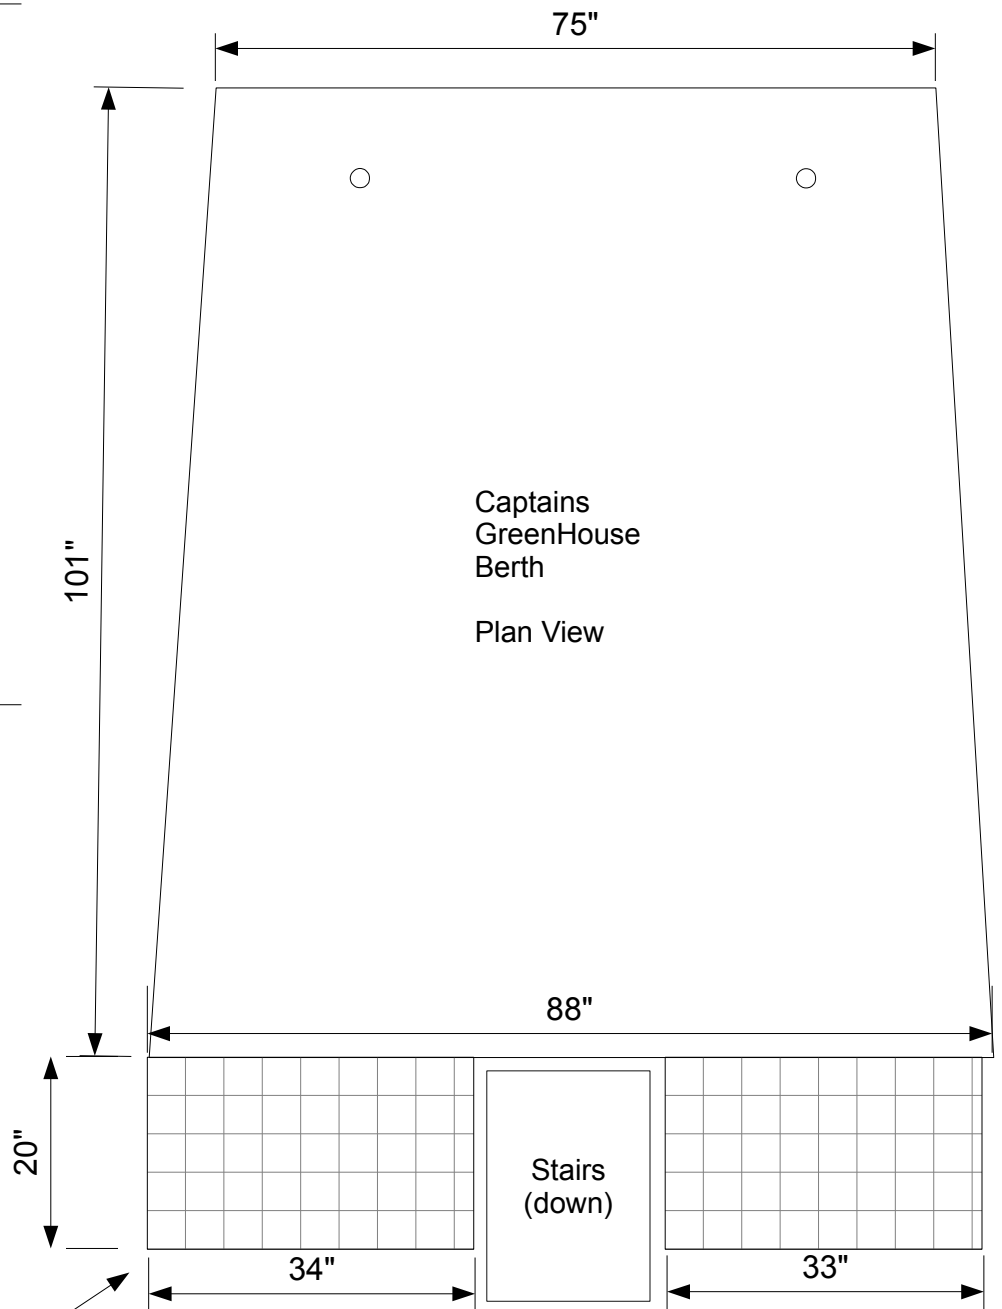 75"
101"
Captains
GreenHouse
Berth
Plan View
88"
20"
Stairs
(down)
34"
33"